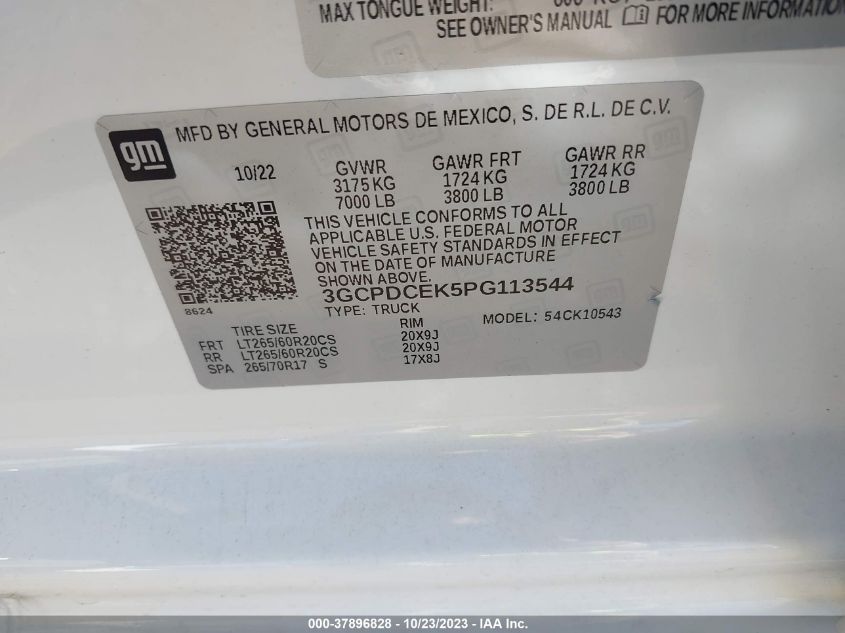 MAX TONGUE WEIGHT:
SEE OWNER'S MANUAL FOR MORE INFORMATION
gm
MFD BY GENERAL MOTORS DE MEXICO, S. DE R.L. DE C.V.
10/22 GVWR GAWR FRT GAWR RR
3175 KG 1724 KG 1724 KG
7000 LB 3800 LB 3800 LB
THIS VEHICLE CONFORMS TO ALL
APPLICABLE U.S. FEDERAL MOTOR
VEHICLE SAFETY STANDARDS IN EFFECT
ON THE DATE OF MANUFACTURE
SHOWN ABOVE.
3GCPDCEK5PG113544
8624
TYPE: TRUCK MODEL: 54CK10543
TIRE SIZE RIM
FRT LT265/60R20CS 20X9J
RR LT265/60R20CS 20X9J
SPA 265/70R17 S 17X8J
000-37896828 - 10/23/2023 - IAA Inc.